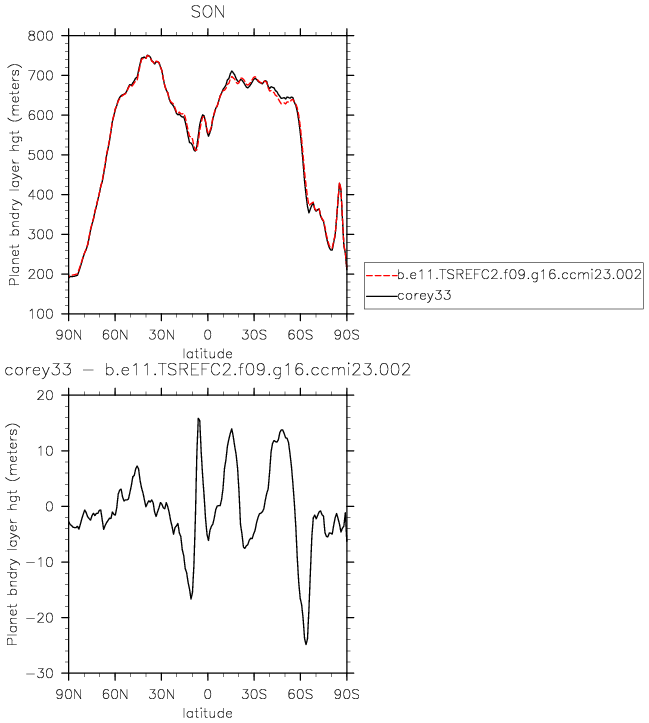 SON
800
700
600
500
400
300
200
100
Planet bndry layer hgt (meters)
90N 60N 30N 0 30S 60S 90S
latitude
b.e11.TSREFC2.f09.g16.ccmi23.002
corey33
corey33 − b.e11.TSREFC2.f09.g16.ccmi23.002
20
10
0
−10
−20
−30
Planet bndry layer hgt (meters)
90N 60N 30N 0 30S 60S 90S
latitude